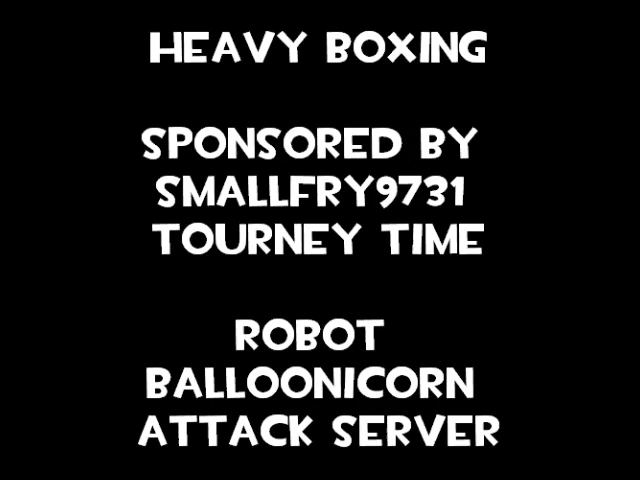 HEAVY BOXING
SPONSORED BY
SMALLFRY9731
TOURNEY TIME
ROBOT
BALLOONICORN
ATTACK SERVER